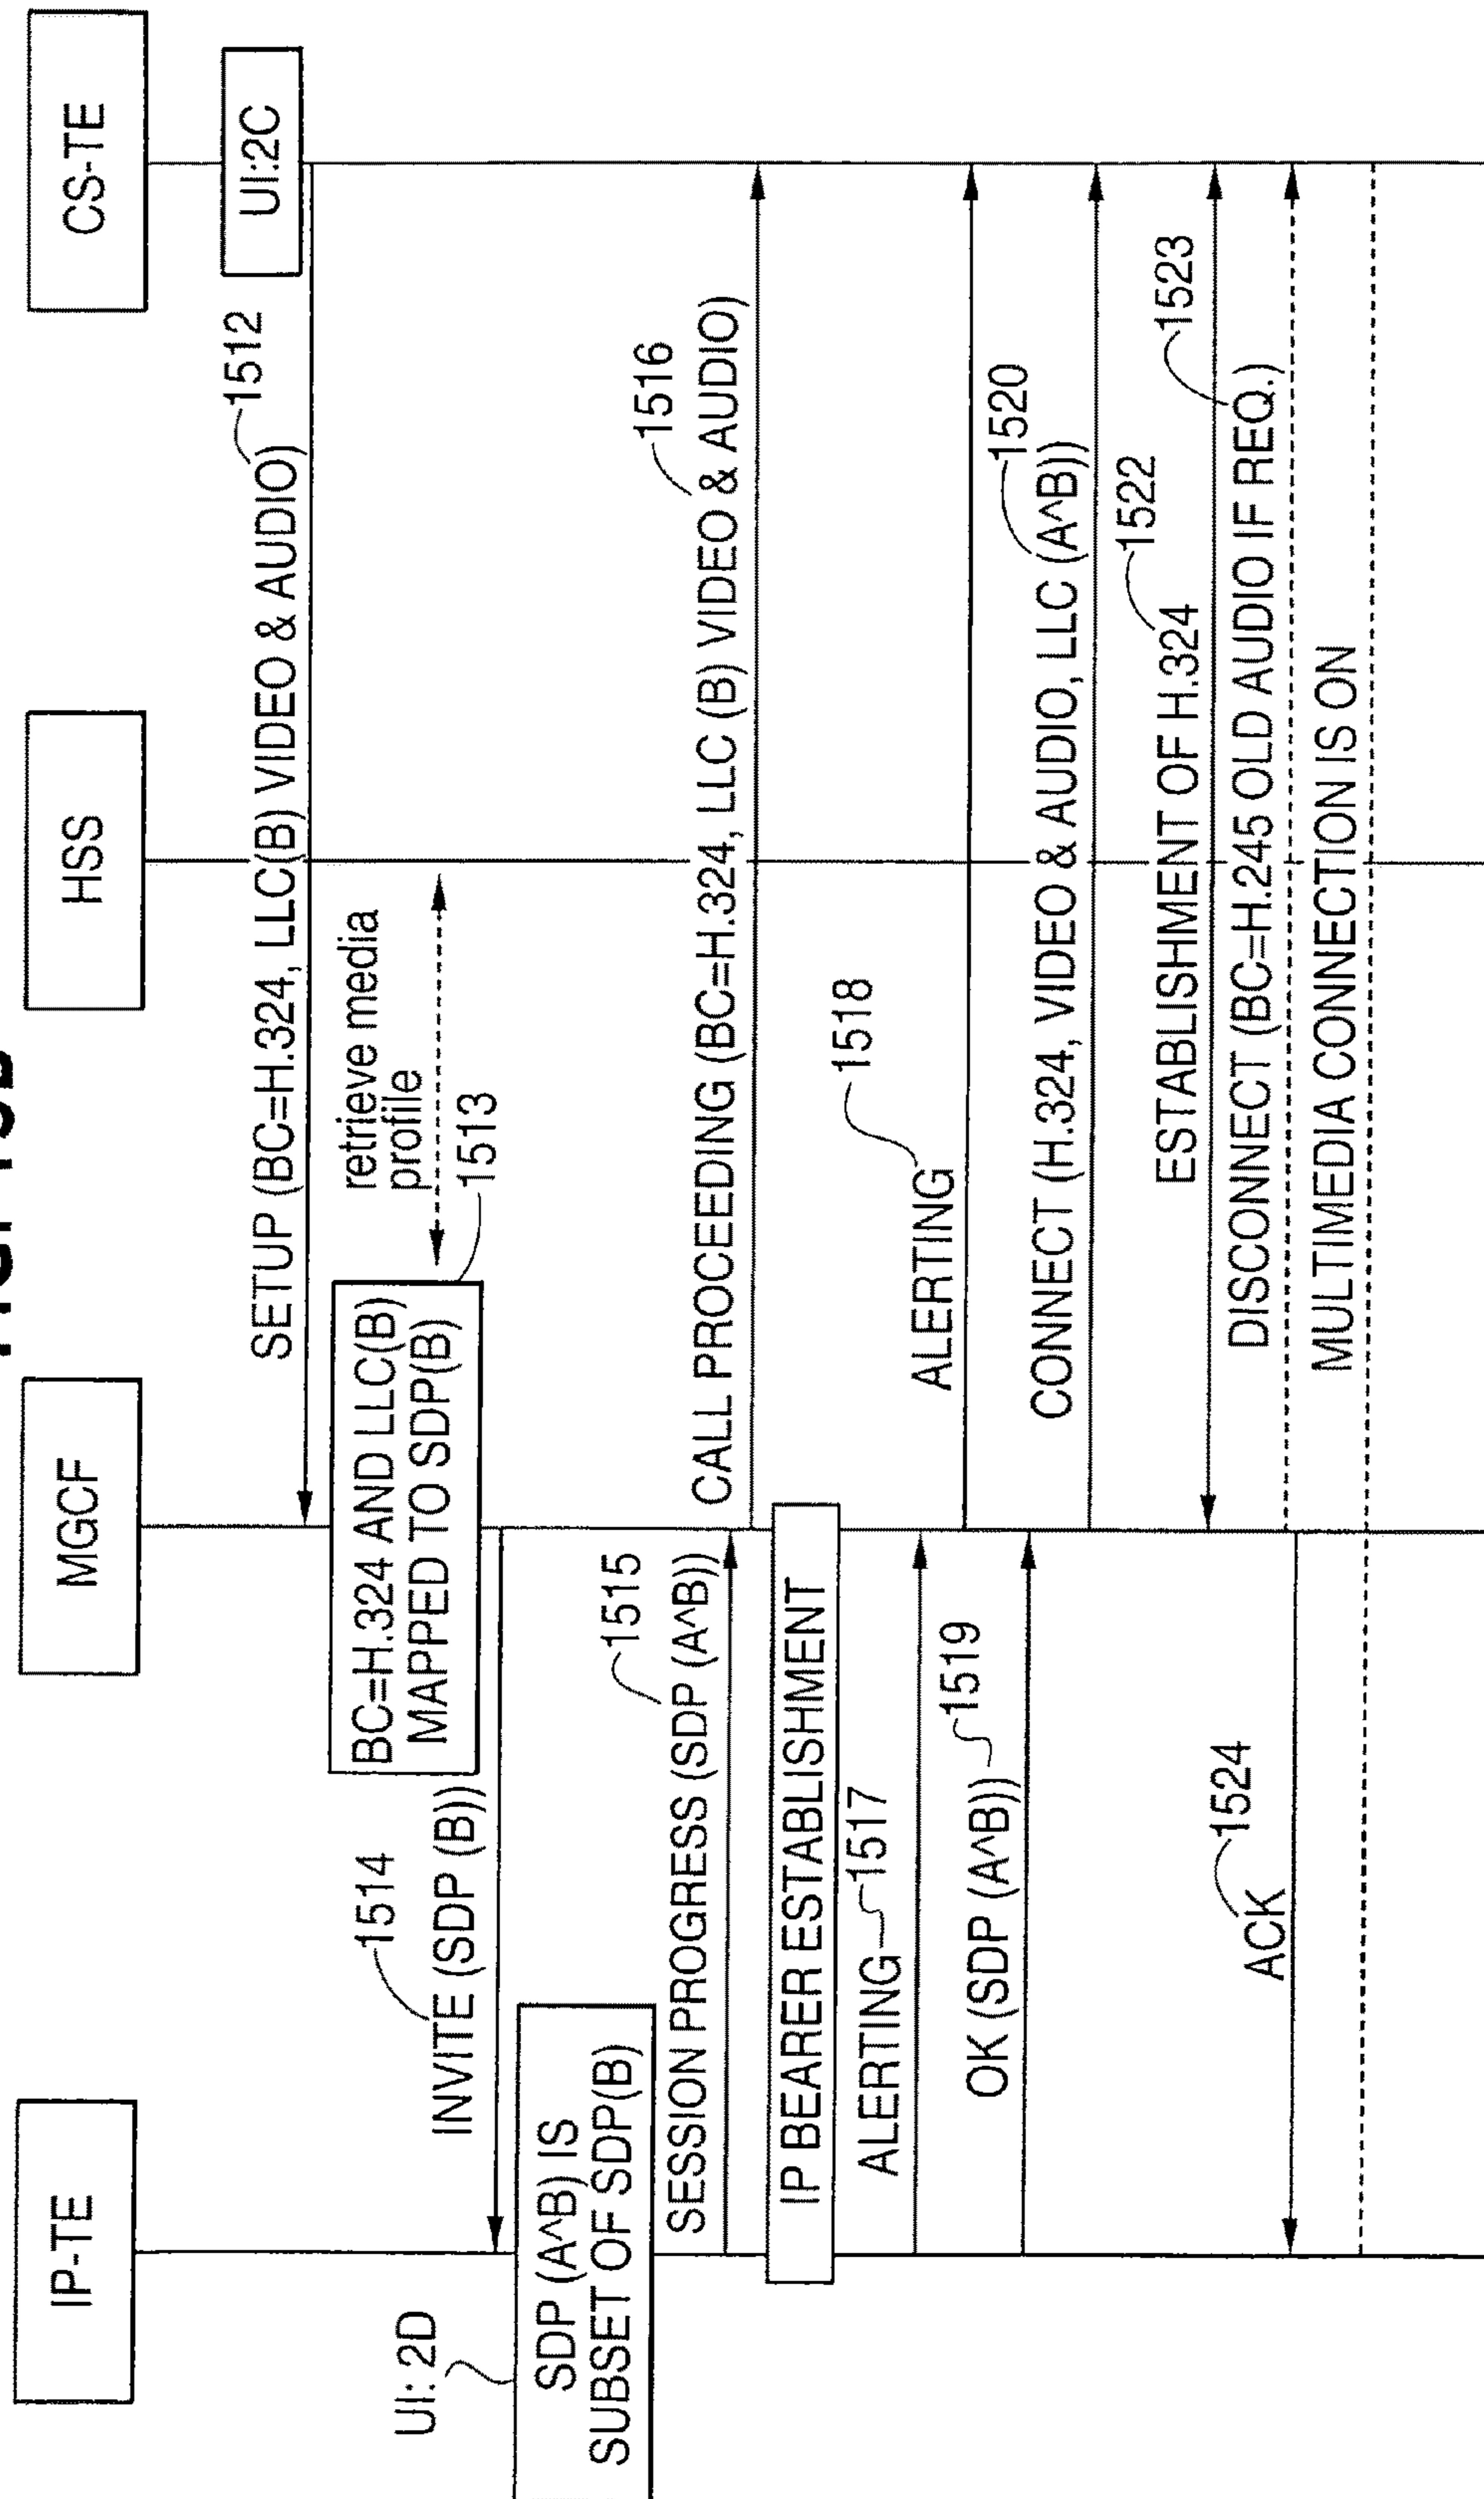 IP-TE
MGCF
HSS
CS-TE
UI:2C
SETUP (BC=H.324, LLC(B) VIDEO & AUDIO)
1512
retrieve media
profile
1513
BC=H.324 AND LLC(B)
MAPPED TO SDP(B)
1514
INVITE (SDP (B))
UI: 2D
SDP (A^B) IS
SUBSET OF SDP(B)
1515
SESSION PROGRESS (SDP (A^B))
1516
CALL PROCEEDING (BC=H.324, LLC (B) VIDEO & AUDIO)
IP BEARER ESTABLISHMENT
ALERTING
1517
1518
ALERTING
1519
OK (SDP (A^B))
1520
CONNECT (H.324, VIDEO & AUDIO, LLC (A^B))
1522
ESTABLISHMENT OF H.324
1523
DISCONNECT (BC=H.245 OLD AUDIO IF REQ.)
1524
ACK
MULTIMEDIA CONNECTION IS ON